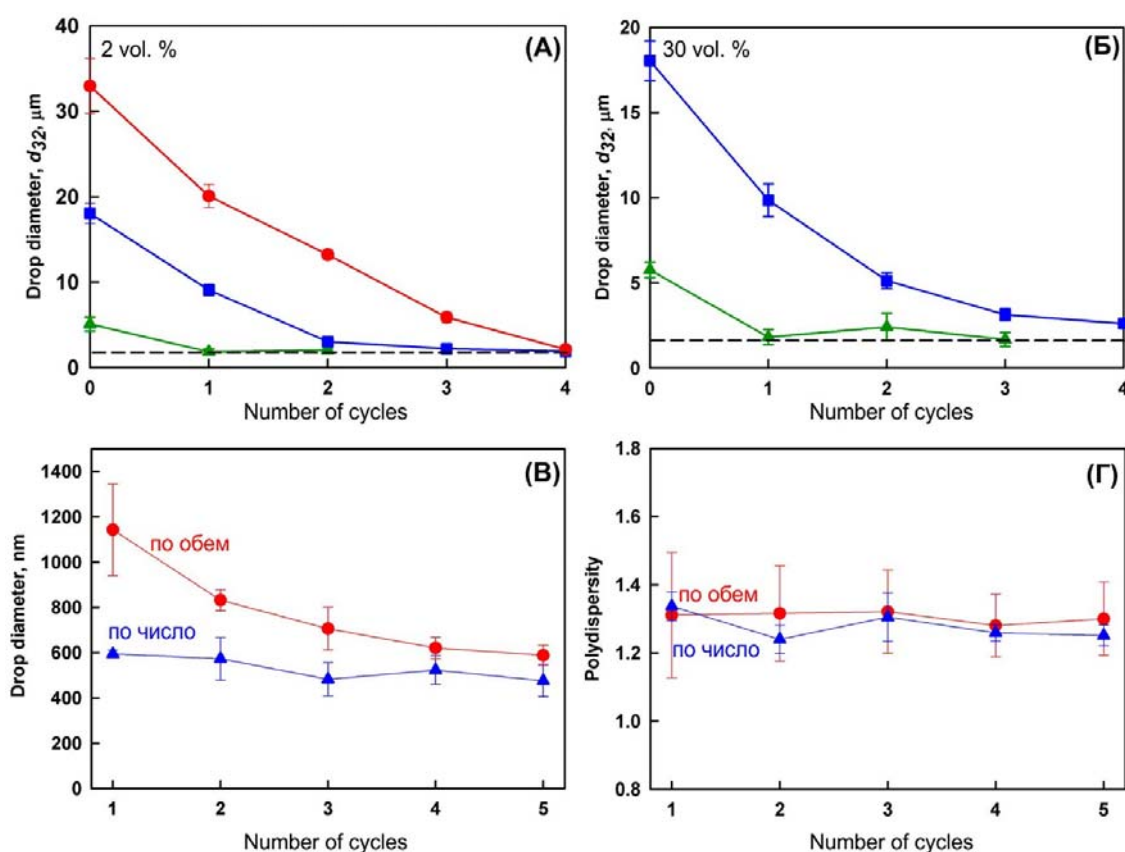 2 vol. %
(А)
Drop diameter, d32, µm
40
30
20
10
0
0
1
2
3
4
Number of cycles
30 vol. %
(Б)
Drop diameter, d32, µm
20
15
10
5
0
0
1
2
3
4
Number of cycles
(В)
Drop diameter, nm
1400
1200
1000
800
600
400
200
0
по обем
по число
1
2
3
4
5
Number of cycles
(Г)
Polydispersity
1.8
1.6
1.4
1.2
1.0
0.8
по обем
по число
1
2
3
4
5
Number of cycles